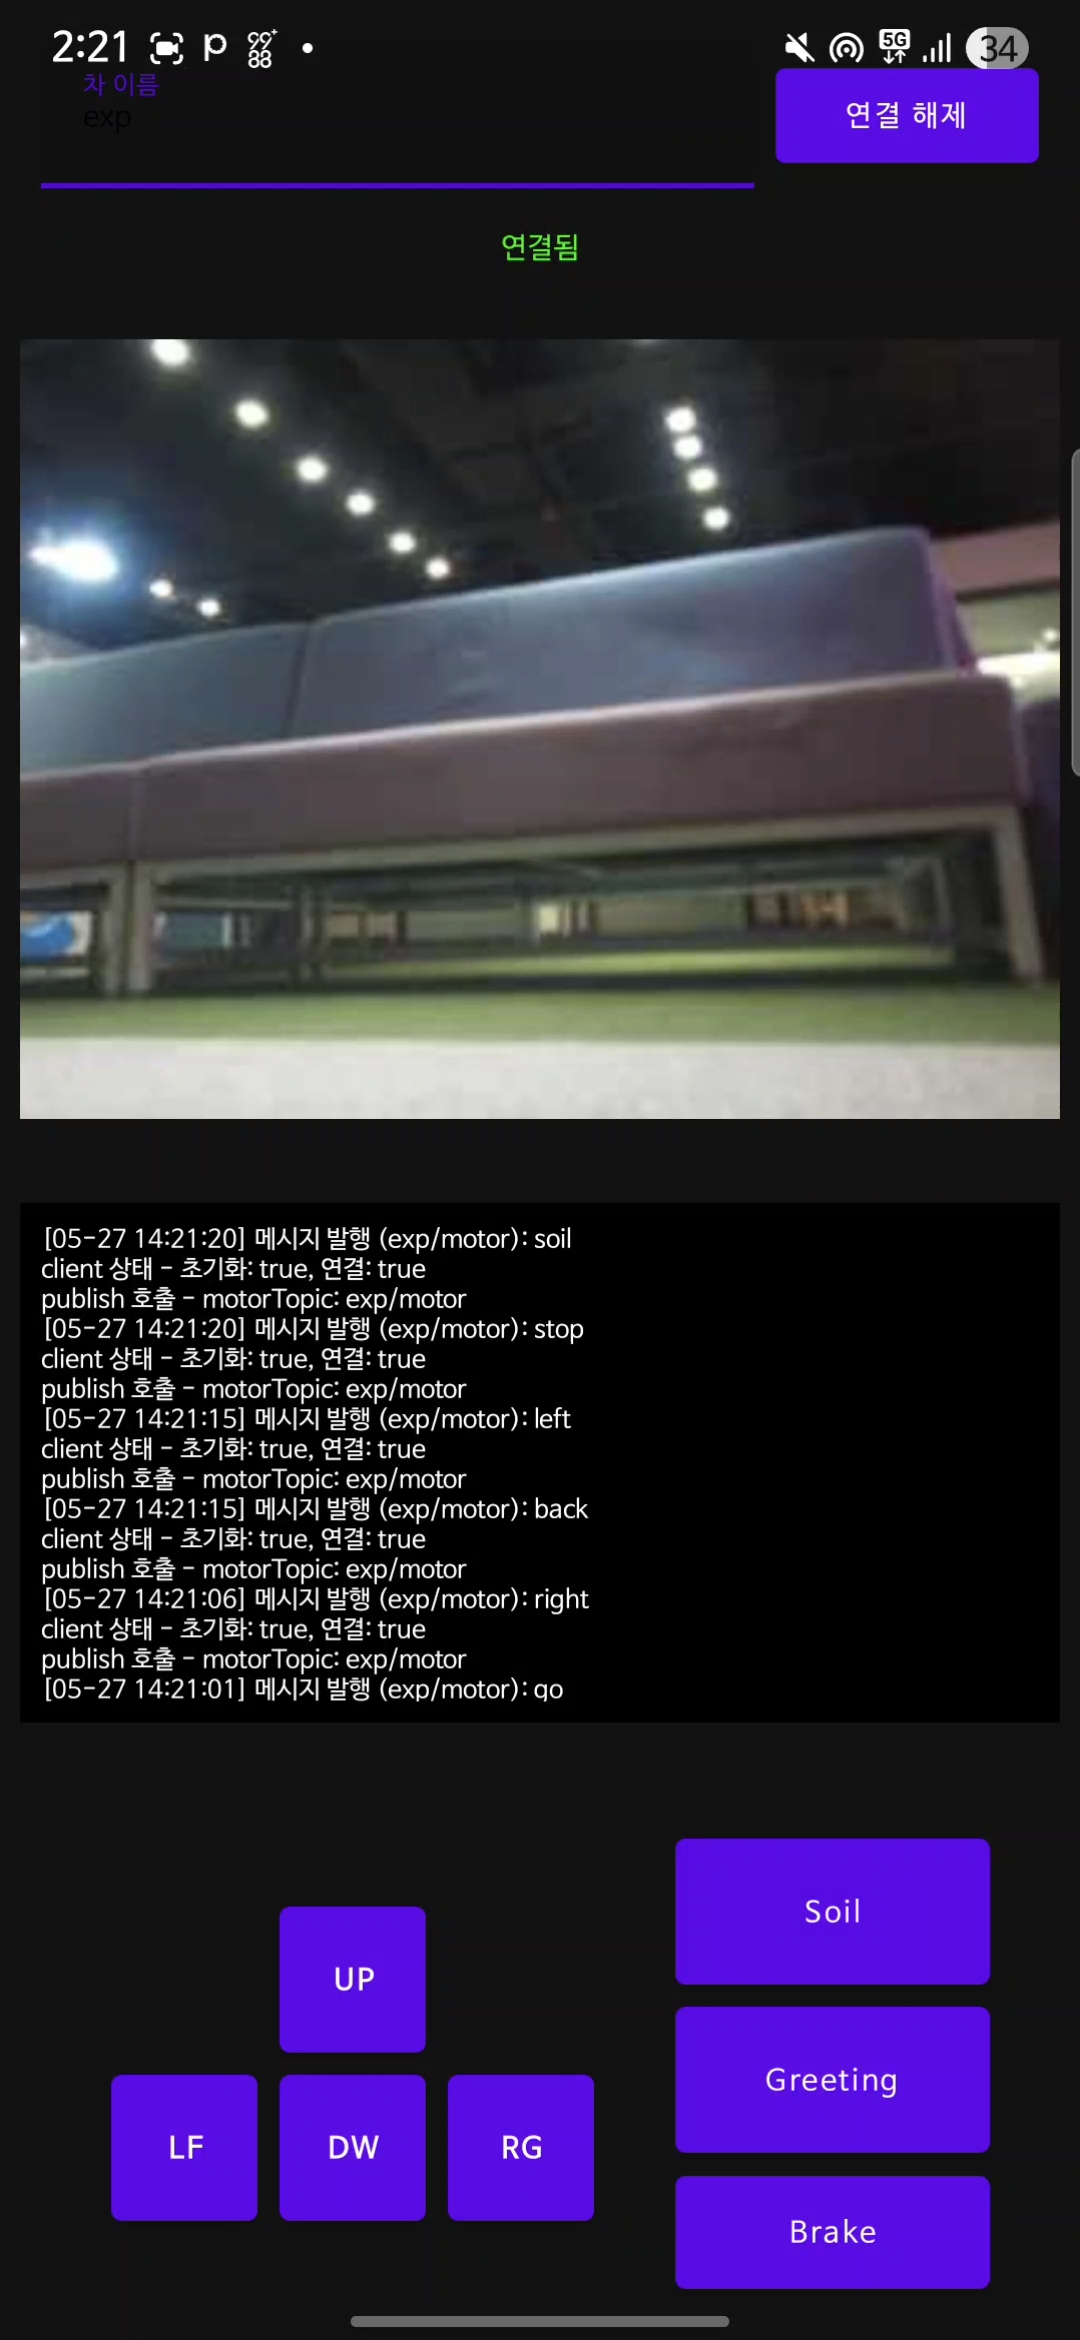 2:21
5G
34
차 이름
exp
연결 해제
연결됨
[05-27 14:21:20] 메시지 발행 (exp/motor): soil
client 상태 - 초기화: true, 연결: true
publish 호출 - motorTopic: exp/motor
[05-27 14:21:20] 메시지 발행 (exp/motor): stop
client 상태 - 초기화: true, 연결: true
publish 호출 - motorTopic: exp/motor
[05-27 14:21:15] 메시지 발행 (exp/motor): left
client 상태 - 초기화: true, 연결: true
publish 호출 - motorTopic: exp/motor
[05-27 14:21:15] 메시지 발행 (exp/motor): back
client 상태 - 초기화: true, 연결: true
publish 호출 - motorTopic: exp/motor
[05-27 14:21:06] 메시지 발행 (exp/motor): right
client 상태 - 초기화: true, 연결: true
publish 호출 - motorTopic: exp/motor
[05-27 14:21:01] 메시지 발행 (exp/motor): go
Soil
UP
Greeting
LF DW RG
Brake